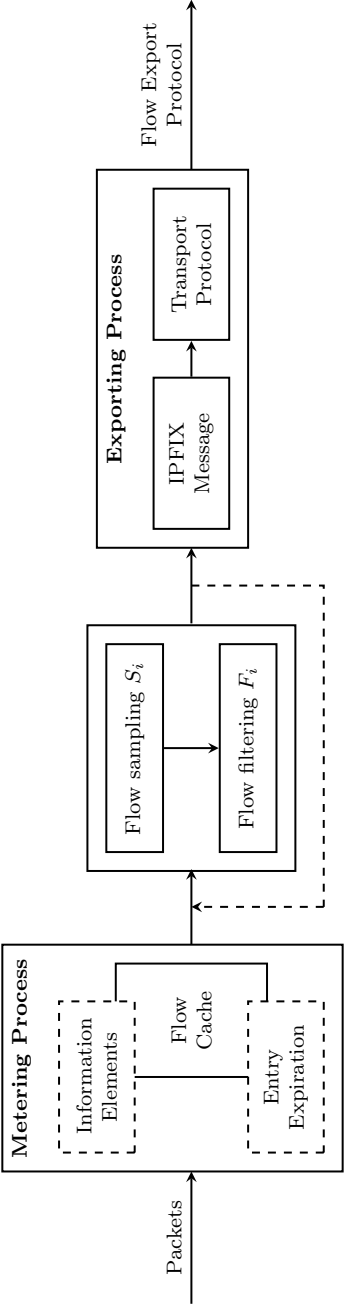 Packets
Metering Process
Information
Elements
Flow
Cache
Entry
Expiration
Flow sampling S_i
Flow filtering F_i
Exporting Process
IPFIX
Message
Transport
Protocol
Flow Export
Protocol